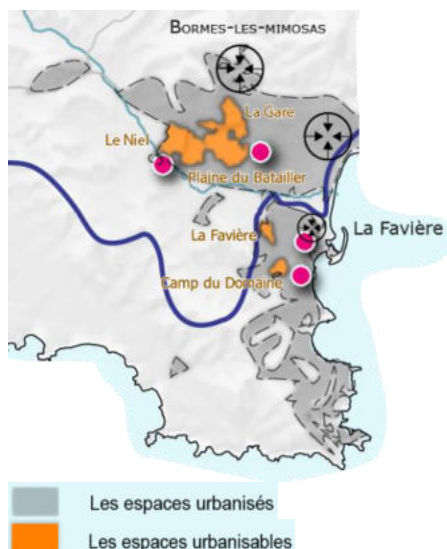 BORMES-LES-MIMOSAS
La Gare
Le Niel
Plaine du Batailler
La Favière
La Favière
Camp du Domaine
Les espaces urbanisés
Les espaces urbanisables